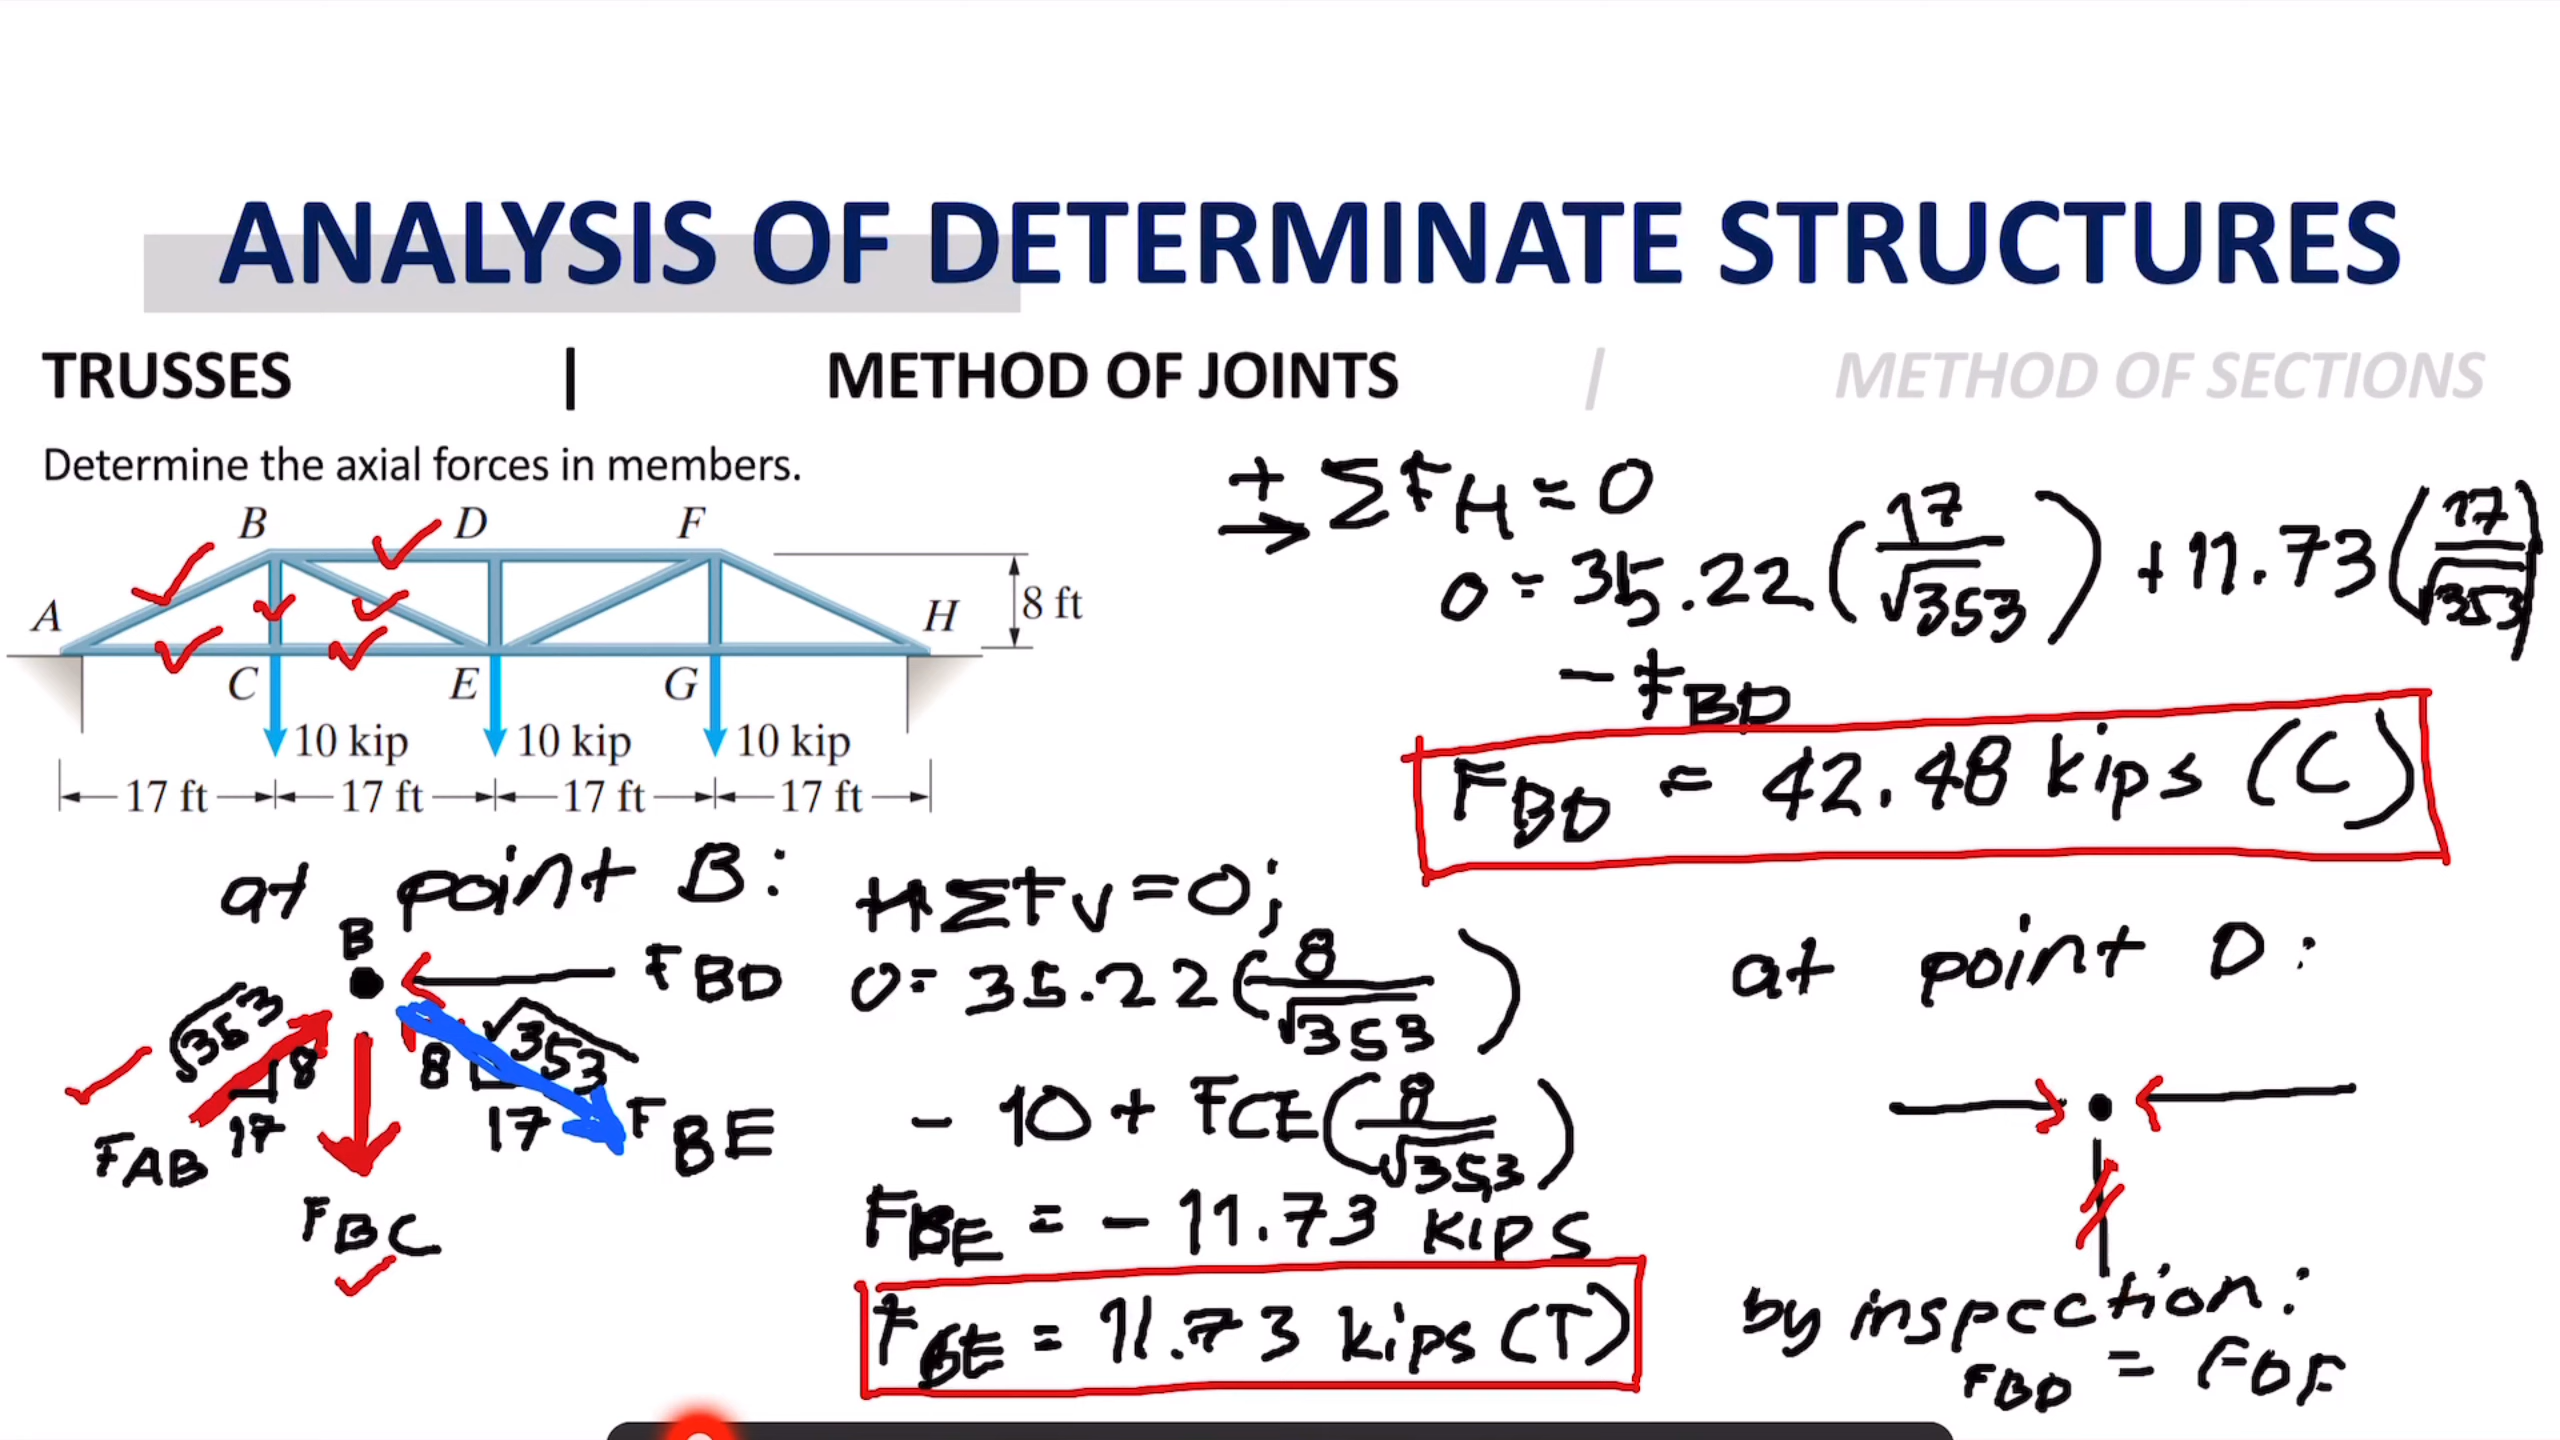 ANALYSIS OF DETERMINATE STRUCTURES
TRUSSES | METHOD OF JOINTS | METHOD OF SECTIONS
Determine the axial forces in members.
B D F
A H
8 ft
C E G
10 kip 10 kip 10 kip
17 ft 17 ft 17 ft 17 ft
+→ ΣFH = 0
0 = 35.22 (17/√353) + 11.73 (17/√353)
- FBD
FBD = 42.48 kips (C)
at point B:
B
FBD
√353 8 17
8 √353 17
FAB
FBE
FBC
ΣFV = 0;
0 = 35.22 (8/√353)
- 10 + FCE (8/√353)
FBE = - 11.73 KIPS
FBE = 11.73 kips (T)
at point D:
by inspection:
FBD = FDF